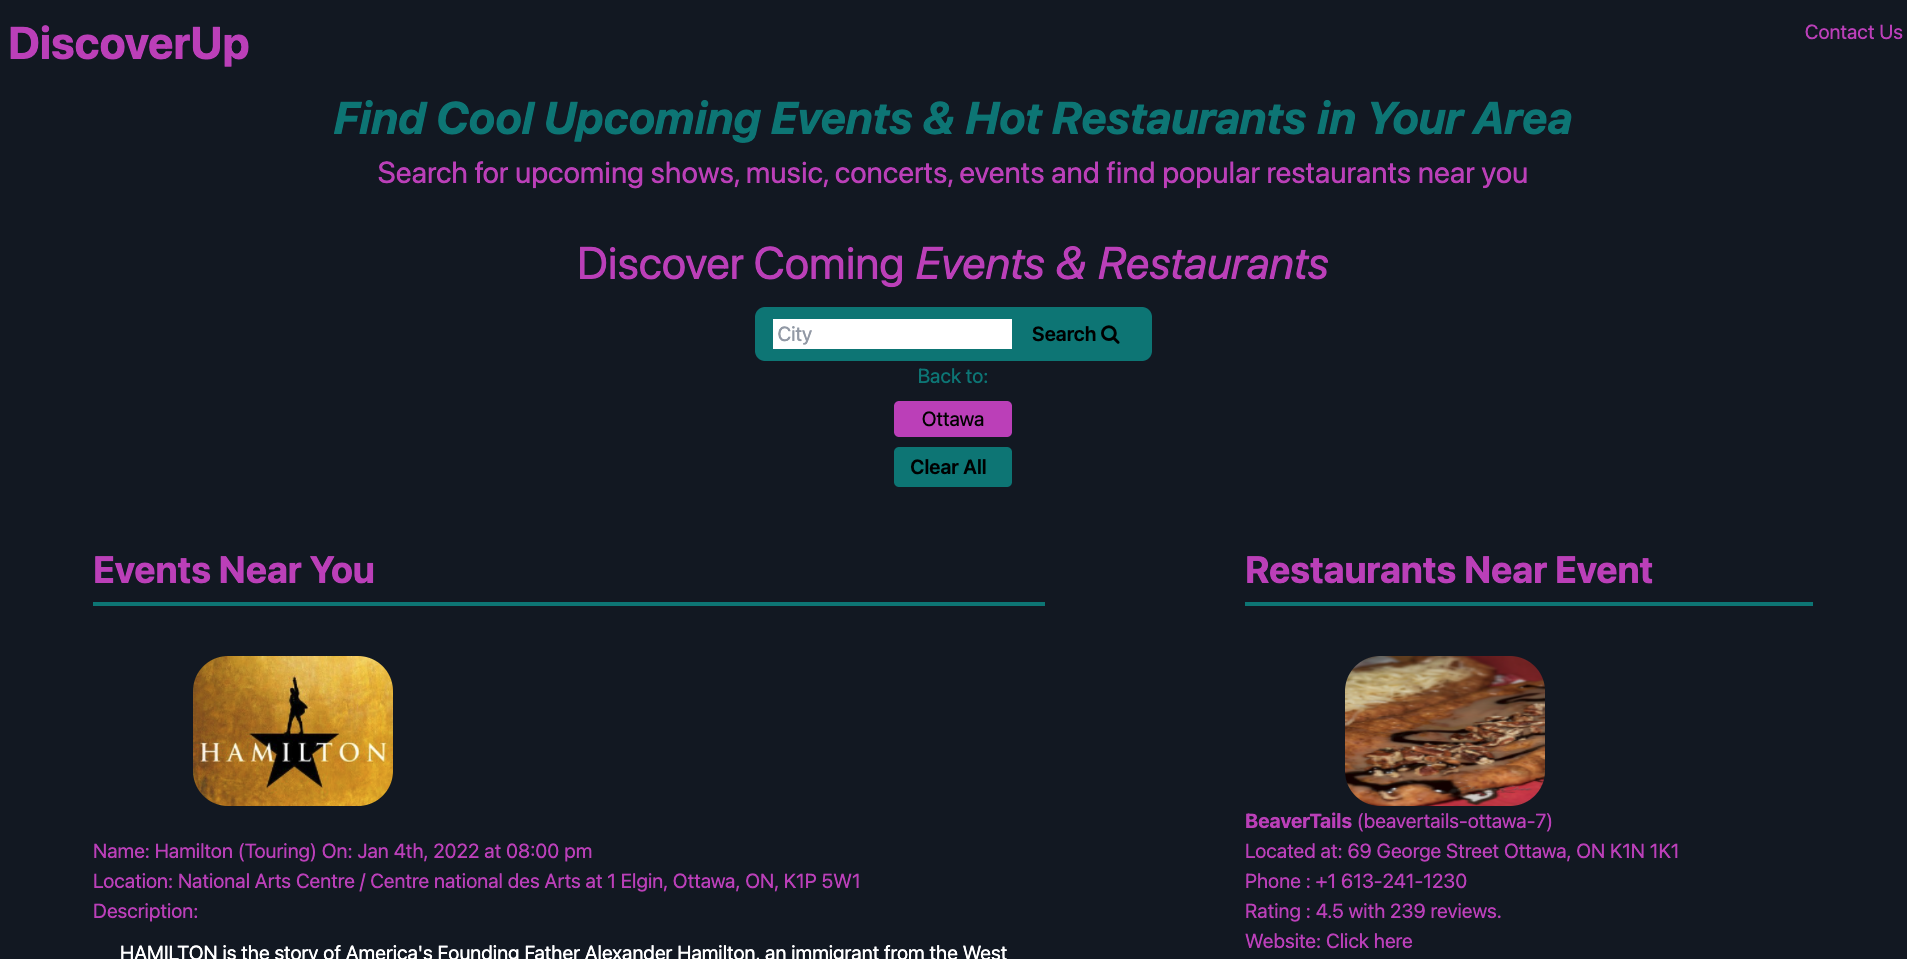 DiscoverUp
Contact Us
Find Cool Upcoming Events & Hot Restaurants in Your Area
Search for upcoming shows, music, concerts, events and find popular restaurants near you
Discover Coming Events & Restaurants
City
Search
Back to:
Ottawa
Clear All
Events Near You
HAMILTON
Name: Hamilton (Touring) On: Jan 4th, 2022 at 08:00 pm
Location: National Arts Centre / Centre national des Arts at 1 Elgin, Ottawa, ON, K1P 5W1
Description:
HAMILTON is the story of America's Founding Father Alexander Hamilton, an immigrant from the West
Restaurants Near Event
BeaverTails (beavertails-ottawa-7)
Located at: 69 George Street Ottawa, ON K1N 1K1
Phone : +1 613-241-1230
Rating : 4.5 with 239 reviews.
Website: Click here